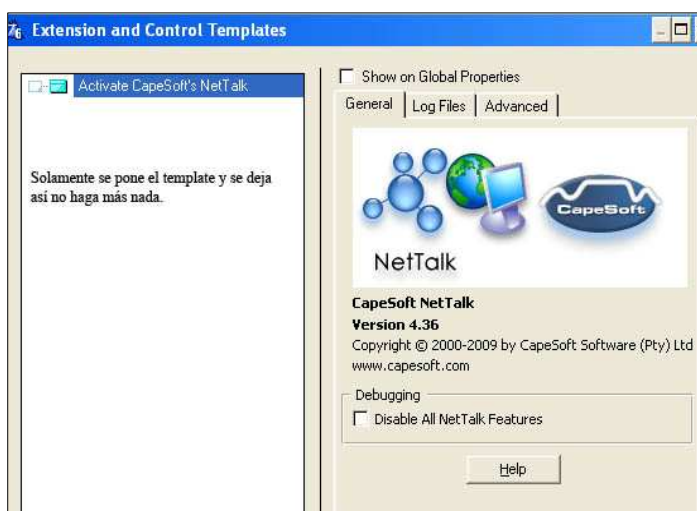 Extension and Control Templates
Activate CapeSoft's NetTalk
Solamente se pone el template y se deja
así no haga más nada.
Show on Global Properties
General
Log Files
Advanced
CapeSoft
NetTalk
CapeSoft NetTalk
Version 4.36
Copyright © 2000-2009 by CapeSoft Software (Pty) Ltd
www.capesoft.com
Debugging
Disable All NetTalk Features
Help